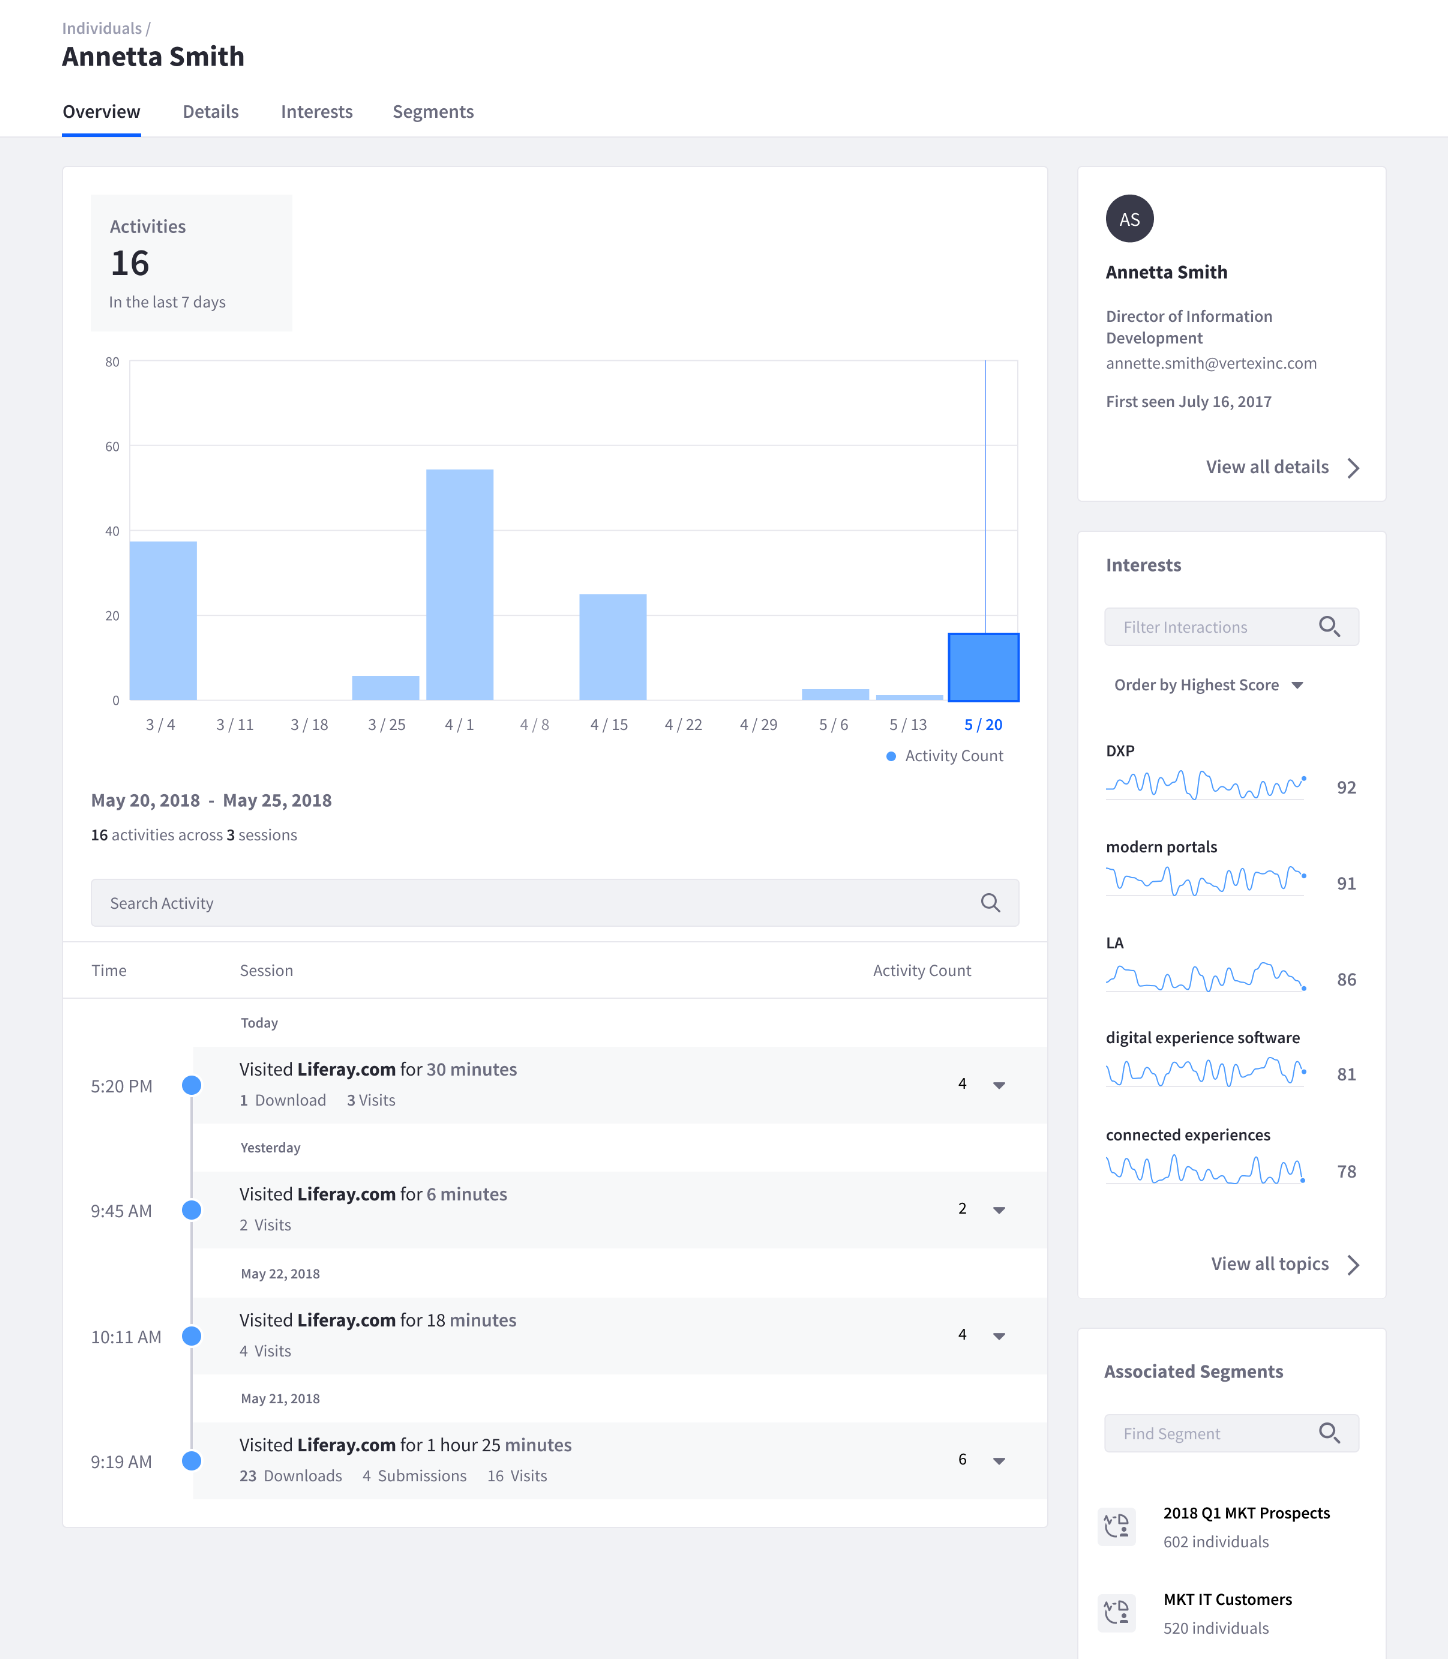 Individuals /
Annetta Smith
Overview Details Interests Segments
Activities
16
In the last 7 days
80
60
40
20
0
3 / 4 3 / 11 3 / 18 3 / 25 4 / 1 4 / 8 4 / 15 4 / 22 4 / 29 5 / 6 5 / 13 5 / 20
Activity Count
May 20, 2018 - May 25, 2018
16 activities across 3 sessions
Search Activity
Time Session Activity Count
Today
5:20 PM
Visited Liferay.com for 30 minutes
1 Download 3 Visits
4
Yesterday
9:45 AM
Visited Liferay.com for 6 minutes
2 Visits
2
May 22, 2018
10:11 AM
Visited Liferay.com for 18 minutes
4 Visits
4
May 21, 2018
9:19 AM
Visited Liferay.com for 1 hour 25 minutes
23 Downloads 4 Submissions 16 Visits
6
AS
Annetta Smith
Director of Information
Development
annette.smith@vertexinc.com
First seen July 16, 2017
View all details
Interests
Filter Interactions
Order by Highest Score
DXP
92
modern portals
91
LA
86
digital experience software
81
connected experiences
78
View all topics
Associated Segments
Find Segment
2018 Q1 MKT Prospects
602 individuals
MKT IT Customers
520 individuals